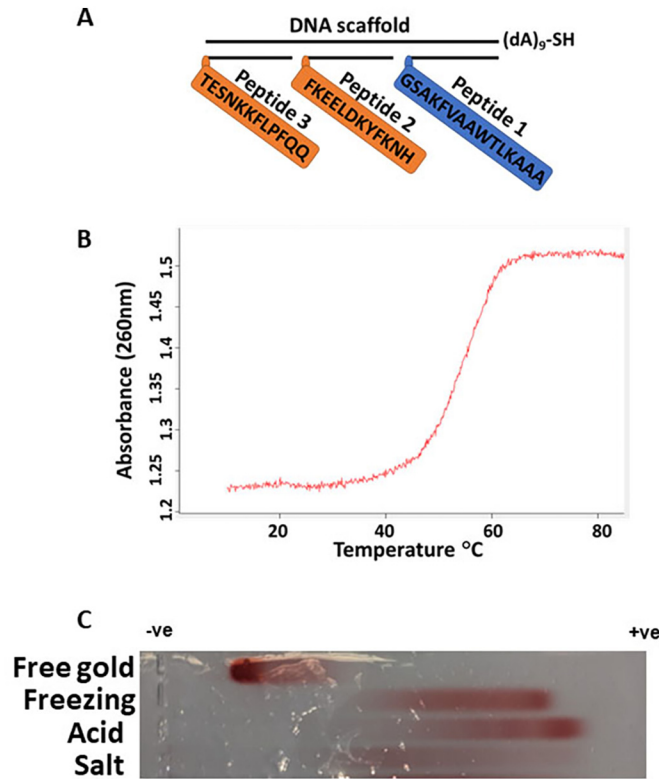 A
DNA scaffold
(dA)9-SH
Peptide 3
TESNKKFLPFQQ
Peptide 2
FKEELDKYFKNH
Peptide 1
GSAKFVAAWTLKAAA
B
Absorbance (260nm)
1.5
1.45
1.4
1.35
1.3
1.25
1.2
20
40
60
80
Temperature °C
C
-ve
+ve
Free gold
Freezing
Acid
Salt